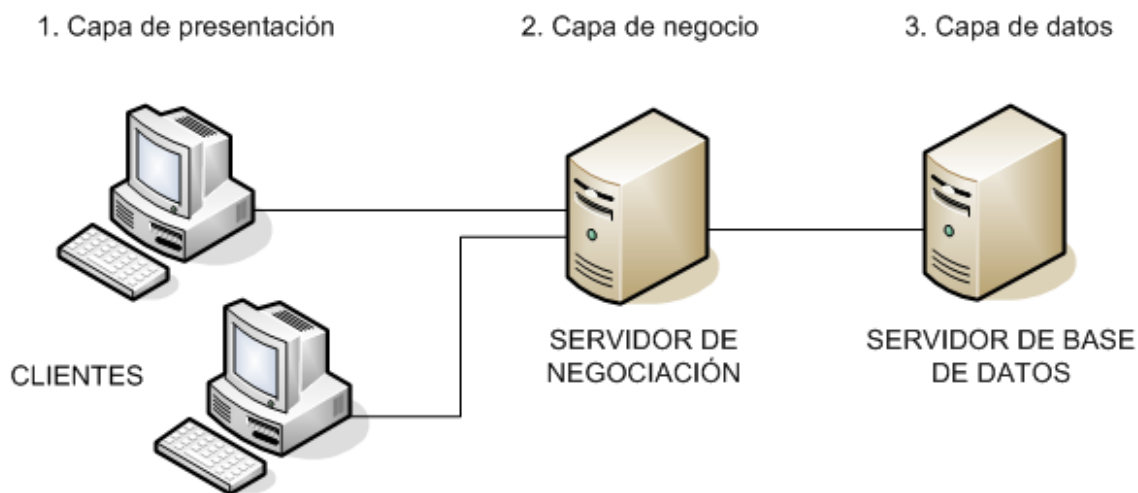 1. Capa de presentación
2. Capa de negocio
3. Capa de datos
CLIENTES
SERVIDOR DE
NEGOCIACIÓN
SERVIDOR DE BASE
DE DATOS